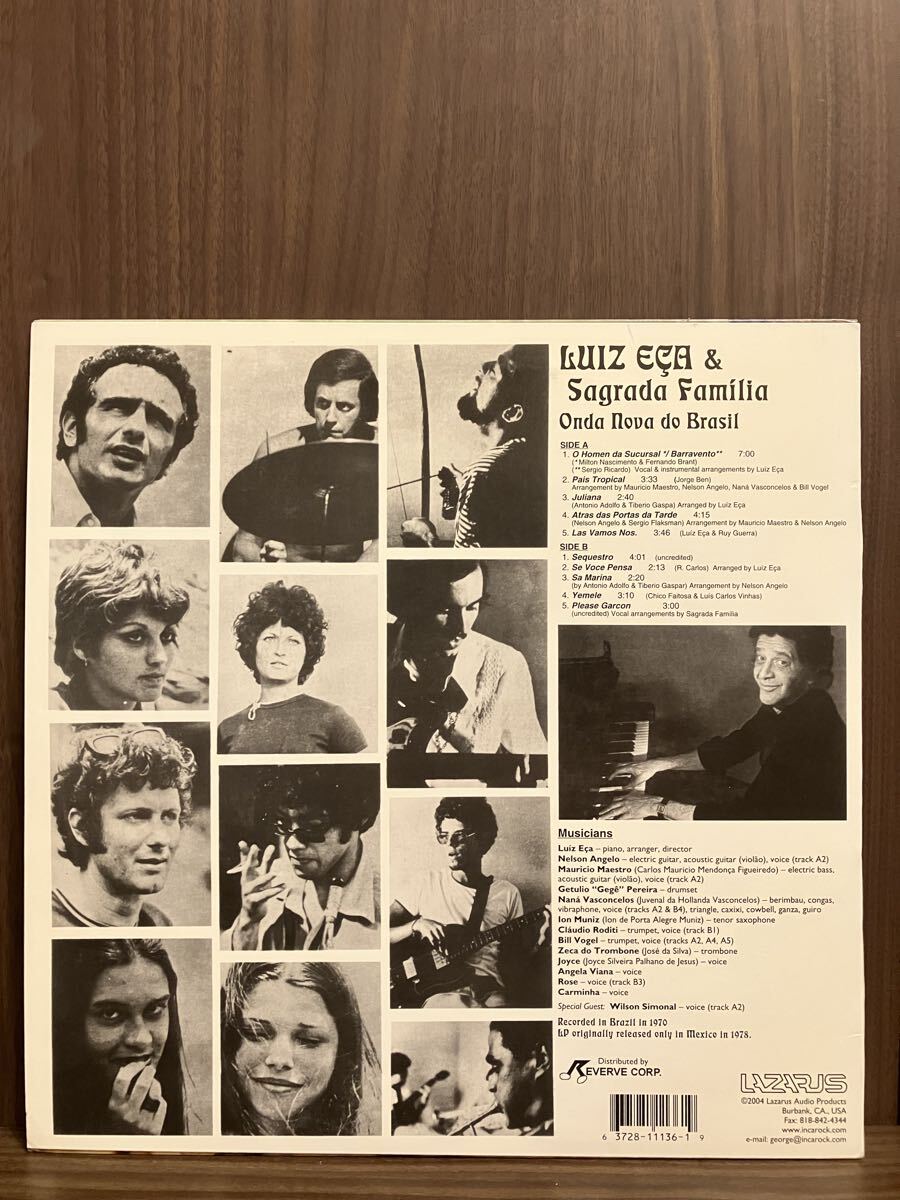 LUIZ EÇA &
Sagrada Família
Onda Nova do Brasil
SIDE A
1. O Homen da Sucursal */ Barravento** 7:00
(* Milton Nascimento & Fernando Brant)
(** Sergio Ricardo) Vocal & instrumental arrangements by Luiz Eça
2. Pais Tropical 3:33 (Jorge Ben)
Arrangement by Mauricio Maestro, Nelson Angelo, Naná Vasconcelos & Bill Vogel
3. Juliana 2:40
(Antonio Adolfo & Tiberio Gaspa) Arranged by Luiz Eça
4. Atras das Portas da Tarde 4:15
(Nelson Angelo & Sergio Flaksman) Arrangement by Mauricio Maestro & Nelson Angelo
5. Las Vamos Nos. 3:46 (Luiz Eça & Ruy Guerra)
SIDE B
1. Sequestro 4:01 (uncredited)
2. Se Voce Pensa 2:13 (R. Carlos) Arranged by Luiz Eça
3. Sa Marina 2:20
(by Antonio Adolfo & Tiberio Gaspar) Arrangement by Nelson Angelo
4. Yemele 3:10 (Chico Faitosa & Luis Carlos Vinhas)
5. Please Garcon 3:00
(uncredited) Vocal arrangements by Sagrada Família
Musicians
Luíz Eça – piano, arranger, director
Nelson Angelo – electric guitar, acoustic guitar (violão), voice (track A2)
Mauricio Maestro (Carlos Mauricio Mendonça Figueiredo) – electric bass,
acoustic guitar (violão), voice (track A2)
Getulio "Gegê" Pereira – drumset
Naná Vasconcelos (Juvenal da Hollanda Vasconcelos) – berimbau, congas,
vibraphone, voice (tracks A2 & B4), triangle, caxixi, cowbell, ganza, guiro
Ion Muniz (Ion de Porta Alegre Muniz) – tenor saxophone
Cláudio Roditi – trumpet, voice (track B1)
Bill Vogel – trumpet, voice (tracks A2, A4, A5)
Zeca do Trombone (José da Silva) – trombone
Joyce (Joyce Silveira Palhano de Jesus) – voice
Angela Viana – voice
Rose – voice (track B3)
Carminha – voice
Special Guest: Wilson Simonal – voice (track A2)
Recorded in Brazil in 1970
LP originally released only in Mexico in 1978.
Distributed by
REVERVE CORP.
LAZARUS
©2004 Lazarus Audio Products
Burbank, CA., USA
Fax: 818-842-4344
www.incarock.com
e-mail: george@incarock.com
6 3728-11136-1 9